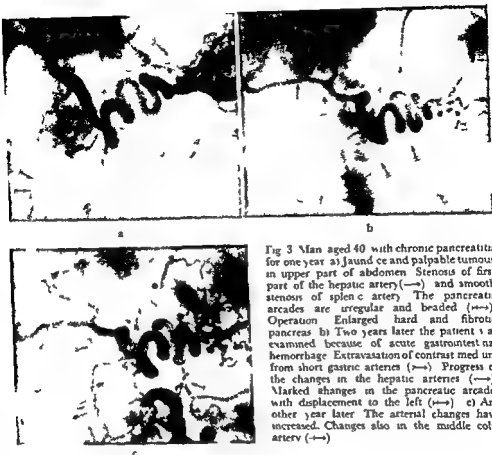 a
b
Fig 3 Man aged 40 with chronic pancreatitis
for one year a) Jaundice and palpable tumour
in upper part of abdomen Stenosis of first
part of the hepatic artery (→) and smooth
stenosis of splenic artery The pancreatic
arcades are irregular and beaded (↦)
Operation Enlarged hard and fibrotic
pancreas b) Two years later the patient
examined because of acute gastrointestinal
hemorrhage Extravasation of contrast medium
from short gastric arteries (>→) Progress of
the changes in the hepatic arteries (→)
Marked changes in the pancreatic arcades
with displacement to the left (↦) c) An
other year later The arterial changes have
increased. Changes also in the middle colic
artery (→)
c